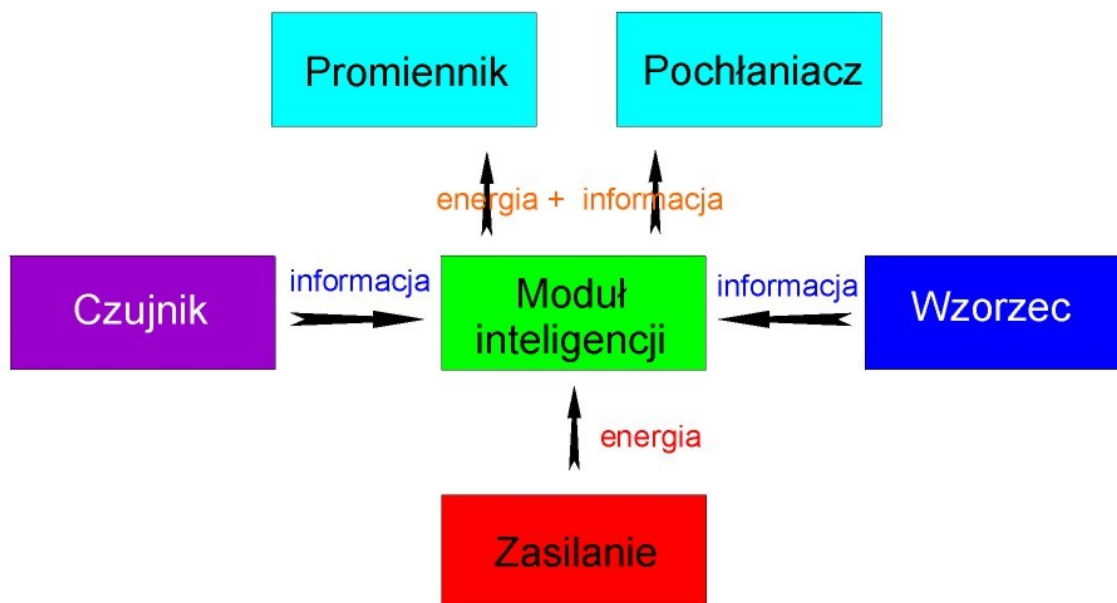 Promiennik
Pochłaniacz
energia + informacja
Czujnik
informacja
Moduł
inteligencji
informacja
Wzorzec
energia
Zasilanie